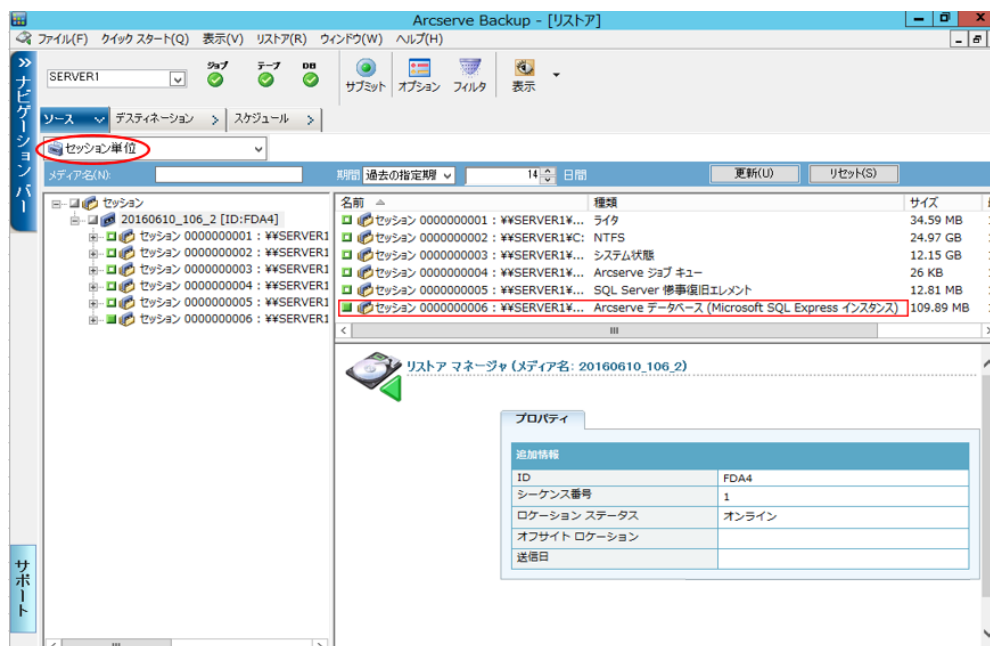 Arcserve Backup - [リストア]
ファイル(F) クイック スタート(Q) 表示(V) リストア(R) ウィンドウ(W) ヘルプ(H)
ナビゲーション バー
SERVER1
ジョブ テープ DB
サブミット オプション フィルタ 表示
ソース デスティネーション スケジュール
セッション単位
メディア名(N): 期間 過去の指定期 14 日間 更新(U) リセット(S)
セッション
20160610_106_2 [ID:FDA4]
セッション 0000000001 : ¥¥SERVER1
セッション 0000000002 : ¥¥SERVER1
セッション 0000000003 : ¥¥SERVER1
セッション 0000000004 : ¥¥SERVER1
セッション 0000000005 : ¥¥SERVER1
セッション 0000000006 : ¥¥SERVER1
名前 種類 サイズ
セッション 0000000001 : ¥¥SERVER1¥... ライタ 34.59 MB
セッション 0000000002 : ¥¥SERVER1¥C: NTFS 24.97 GB
セッション 0000000003 : ¥¥SERVER1¥... システム状態 12.15 GB
セッション 0000000004 : ¥¥SERVER1¥... Arcserve ジョブ キュー 26 KB
セッション 0000000005 : ¥¥SERVER1¥... SQL Server 惨事復旧エレメント 12.81 MB
セッション 0000000006 : ¥¥SERVER1¥... Arcserve データベース (Microsoft SQL Express インスタンス) 109.89 MB
リストア マネージャ (メディア名: 20160610_106_2)
プロパティ
追加情報
ID FDA4
シーケンス番号 1
ロケーション ステータス オンライン
オフサイト ロケーション
送信日
サポート